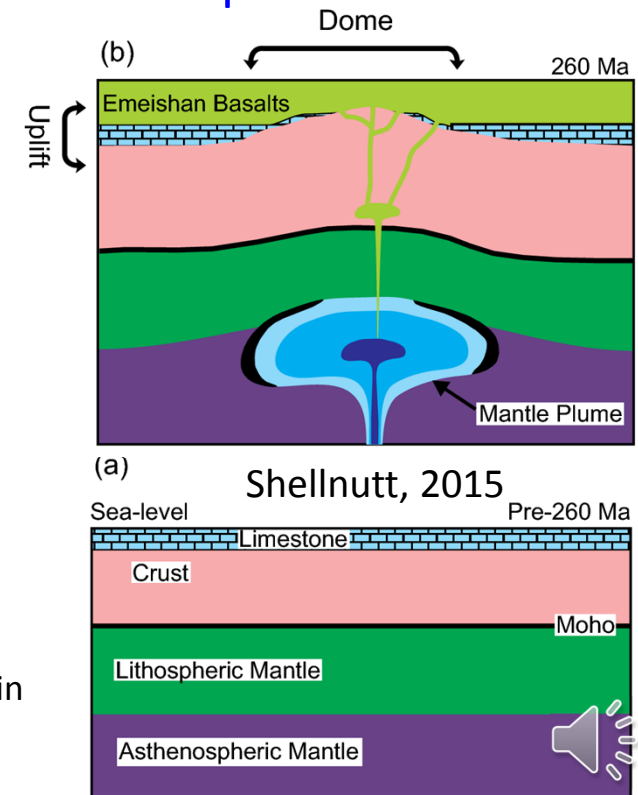 Dome
(b)
260 Ma
Emeishan Basalts
Uplift
Mantle Plume
(a)
Shellnutt, 2015
Sea-level
Pre-260 Ma
Limestone
Crust
Moho
Lithospheric Mantle
in
Asthenospheric Mantle